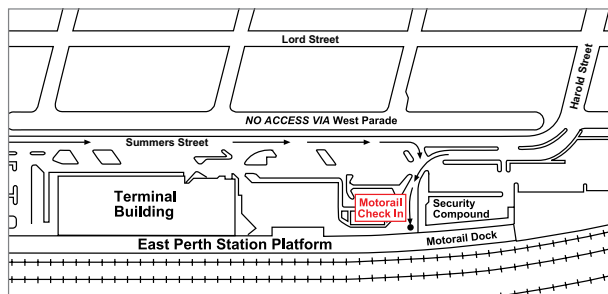 Lord Street
Harold Street
NO ACCESS VIA West Parade
Summers Street
Terminal
Building
Motorail
Check In
Security
Compound
East Perth Station Platform
Motorail Dock